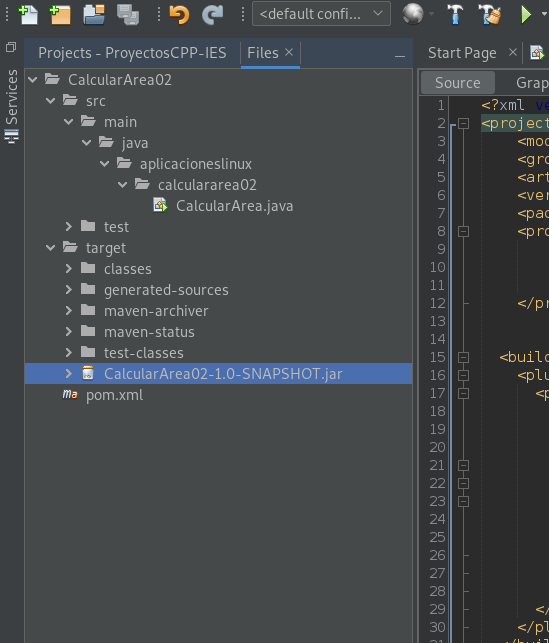 <default confi...
Projects - ProyectosCPP-IES
Files
Start Page
Services
CalcularArea02
src
main
java
aplicacioneslinux
calculararea02
CalcularArea.java
test
target
classes
generated-sources
maven-archiver
maven-status
test-classes
CalcularArea02-1.0-SNAPSHOT.jar
pom.xml
Source
Grap
1 <?xml ve
2 <project
3 <mod
4 <gro
5 <art
6 <ver
7 <pac
8 <pro
9
10
11
12 </pr
13
14
15 <build
16 <plu
17 <p
18
19
20
21
22
23
24
25
26
27
28
29 </
30 </pl